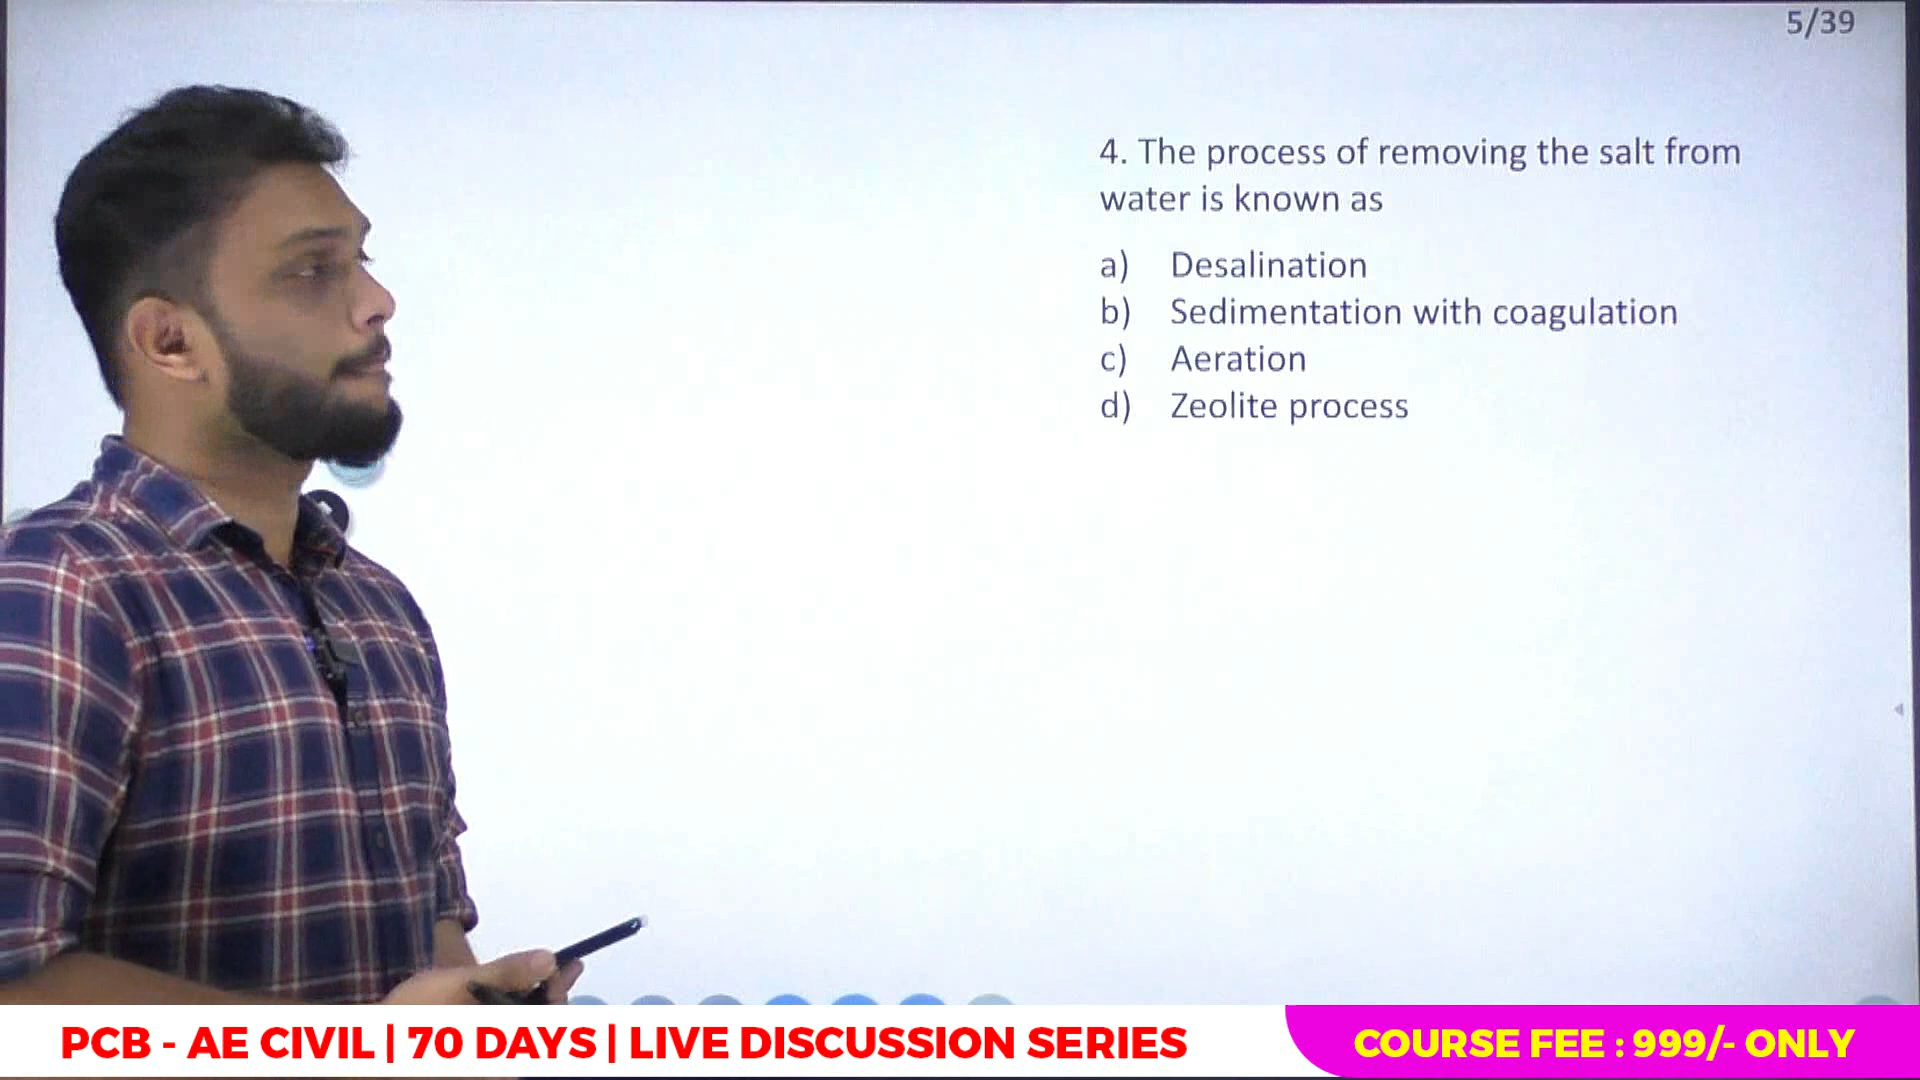 5/39
4. The process of removing the salt from
water is known as
a) Desalination
b) Sedimentation with coagulation
c) Aeration
d) Zeolite process
PCB - AE CIVIL | 70 DAYS | LIVE DISCUSSION SERIES
COURSE FEE : 999/- ONLY